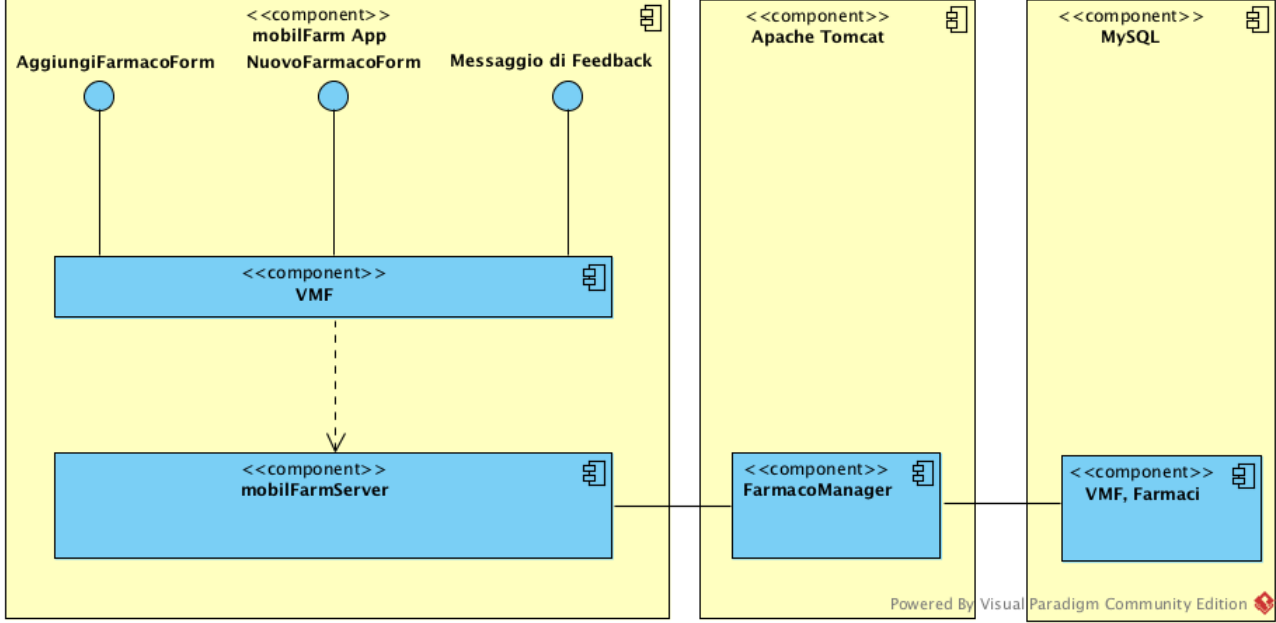 <<component>>
mobilFarm App
AggiungiFarmacoForm
NuovoFarmacoForm
Messaggio di Feedback
<<component>>
VMF
<<component>>
mobilFarmServer
<<component>>
Apache Tomcat
<<component>>
FarmacoManager
<<component>>
MySQL
<<component>>
VMF, Farmaci
Powered By Visual Paradigm Community Edition